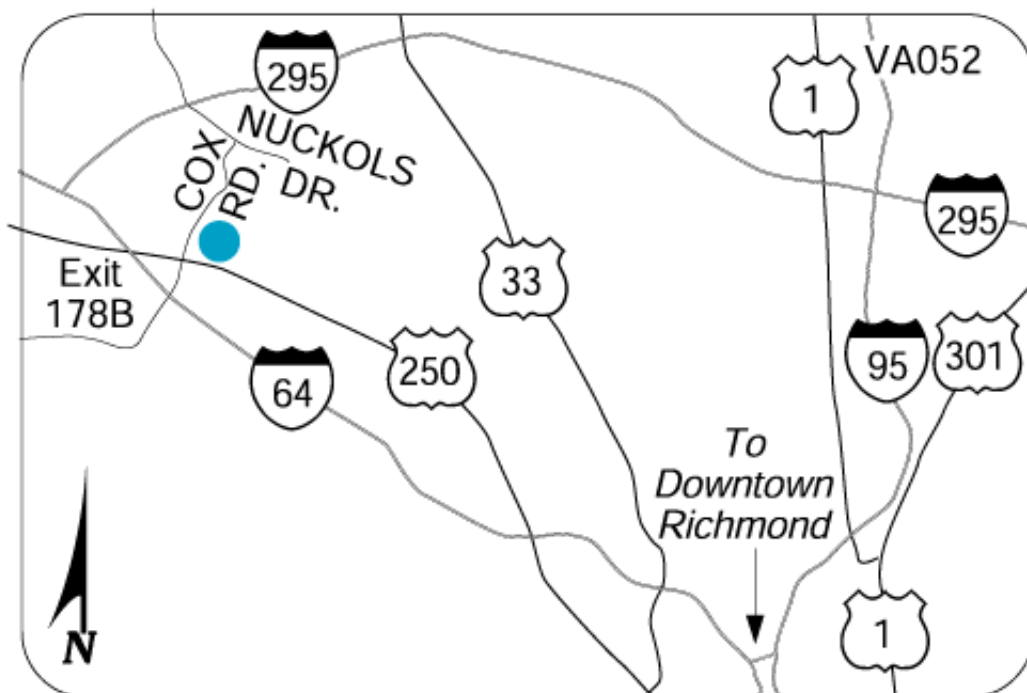 295
1
VA052
NUCKOLS
DR.
COX
RD.
295
33
Exit
178B
250
64
95
301
To
Downtown
Richmond
1
N